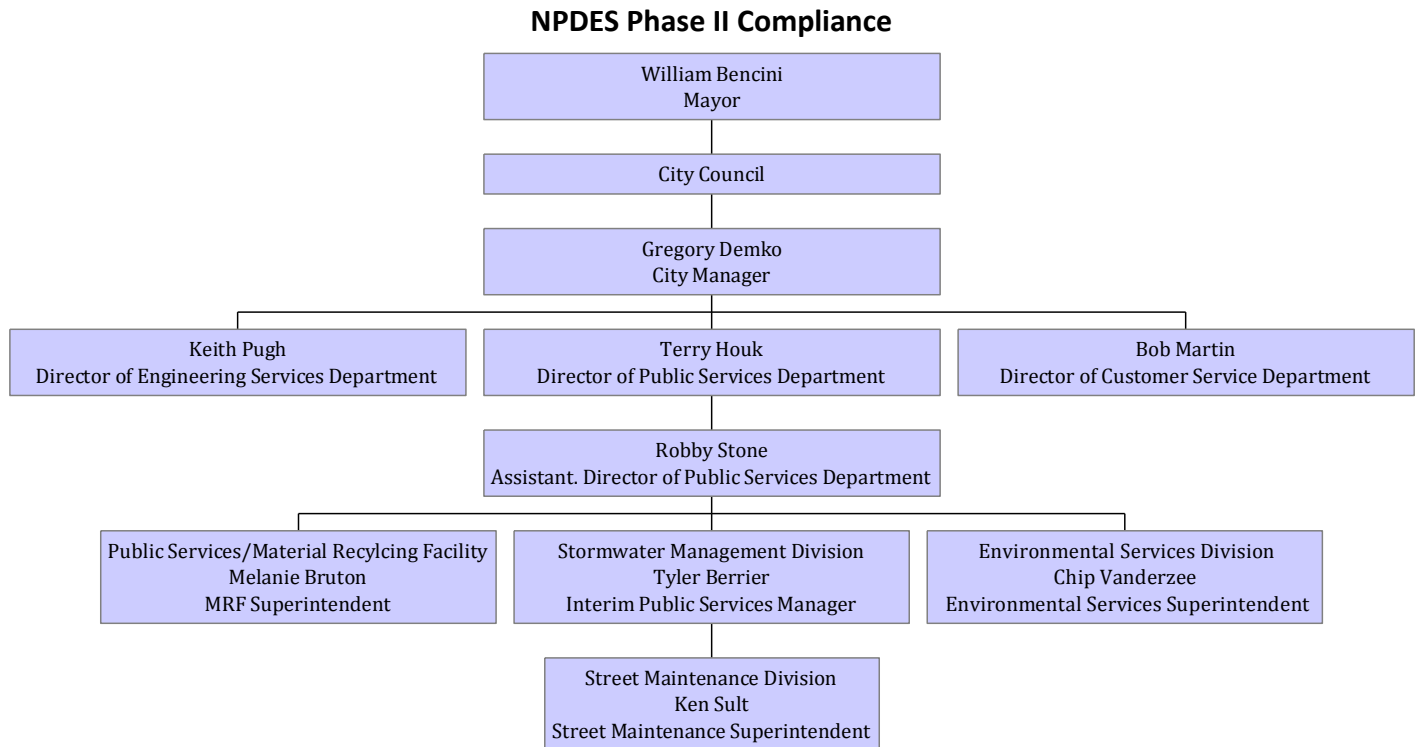 NPDES Phase II Compliance
William Bencini
Mayor
City Council
Gregory Demko
City Manager
Keith Pugh
Director of Engineering Services Department
Terry Houk
Director of Public Services Department
Bob Martin
Director of Customer Service Department
Robby Stone
Assistant. Director of Public Services Department
Public Services/Material Recylcing Facility
Melanie Bruton
MRF Superintendent
Stormwater Management Division
Tyler Berrier
Interim Public Services Manager
Environmental Services Division
Chip Vanderzee
Environmental Services Superintendent
Street Maintenance Division
Ken Sult
Street Maintenance Superintendent